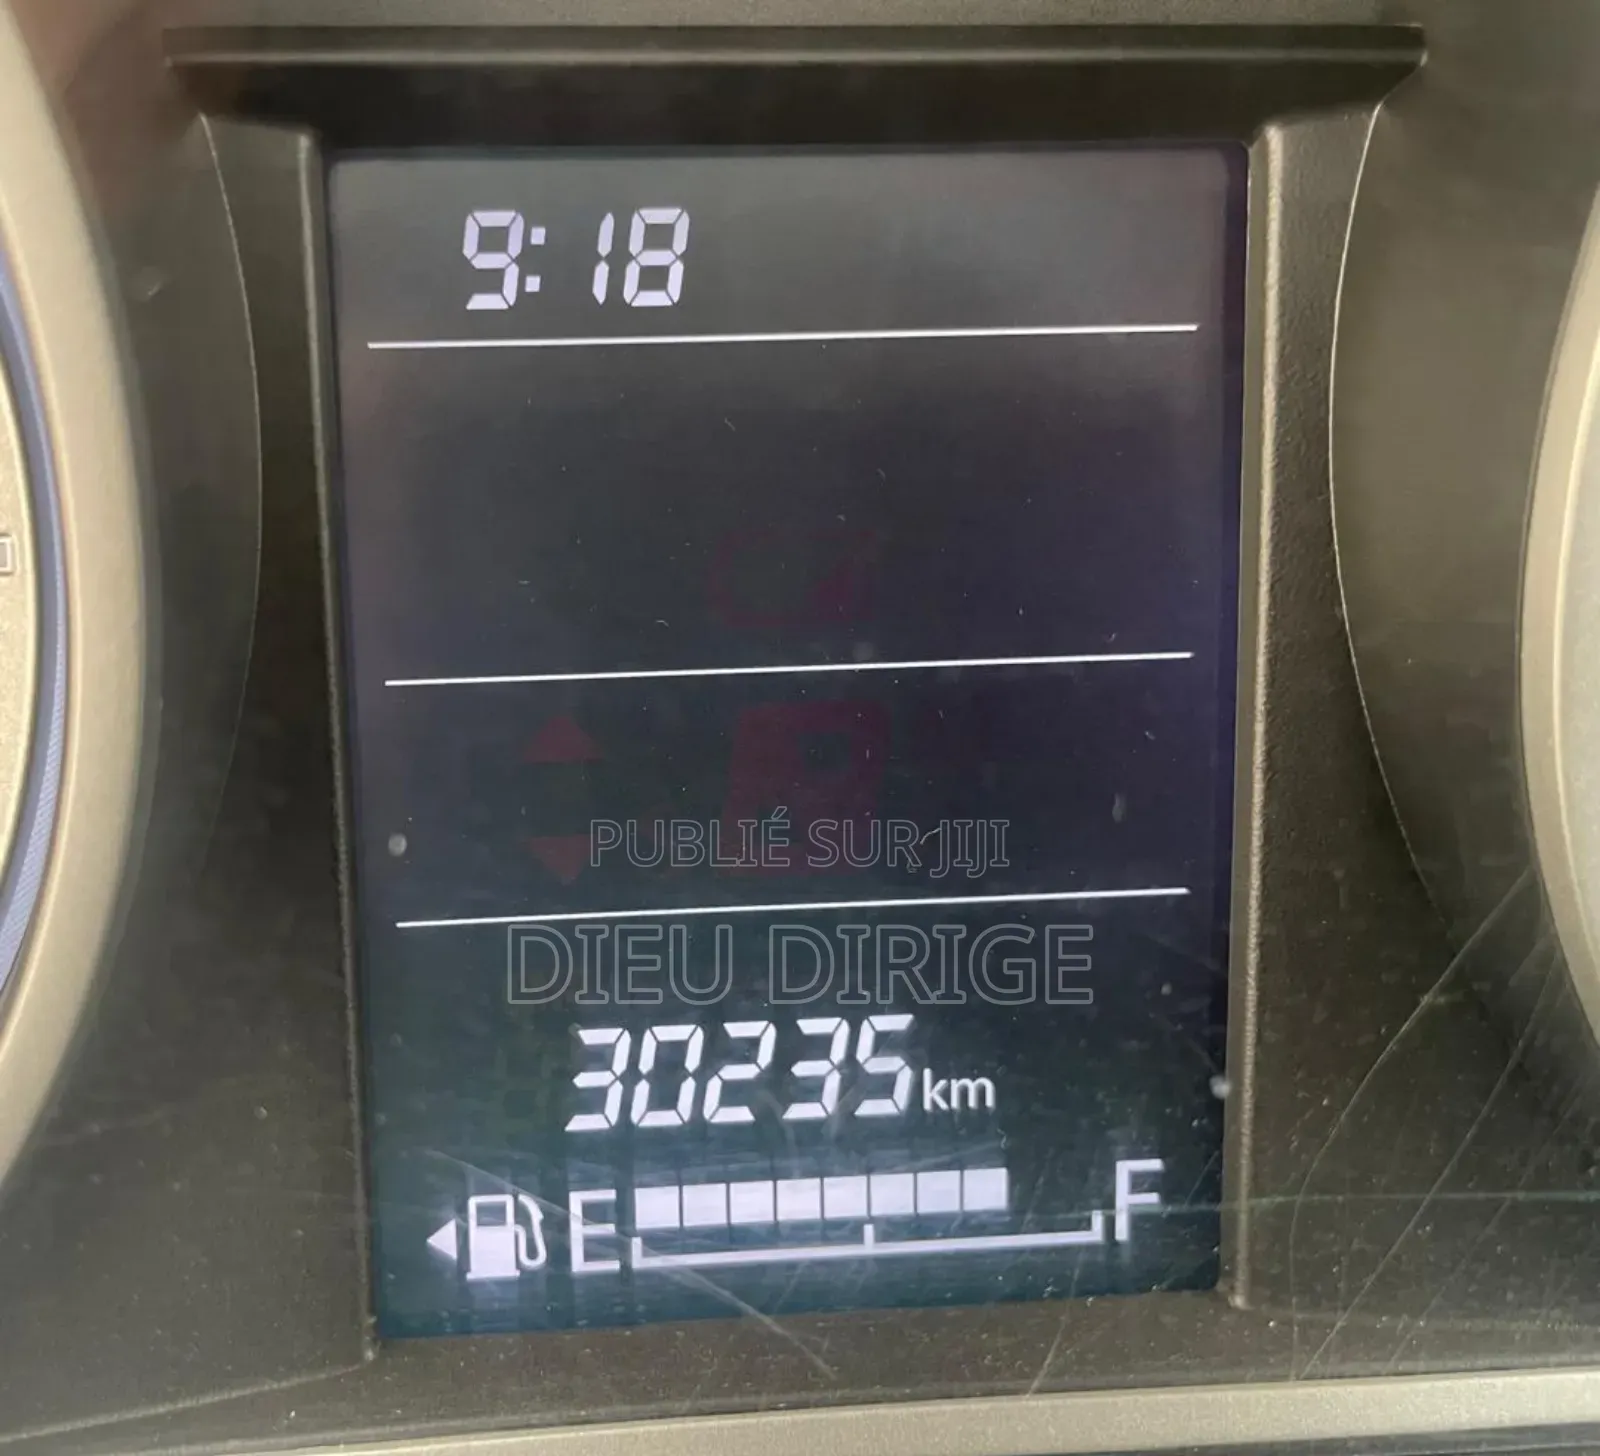 9:18
PUBLIÉ SUR JIJI
DIEU DIRIGE
30235 km
E F